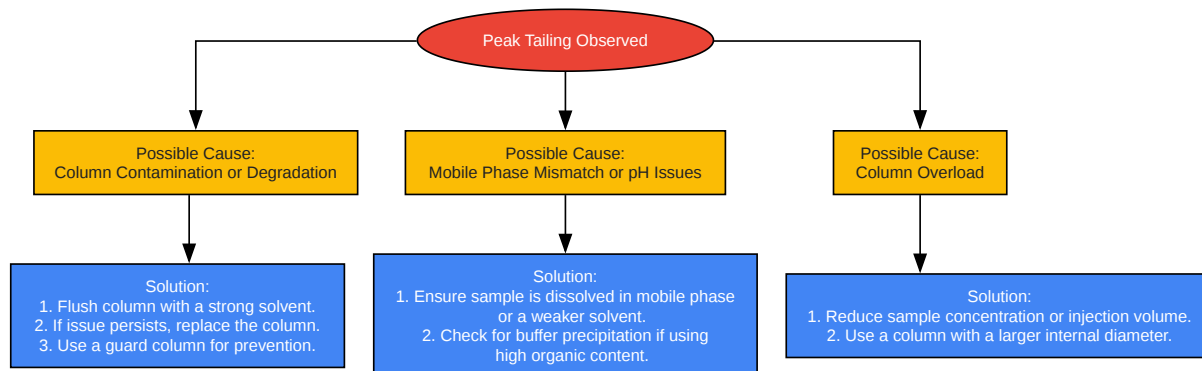 Peak Tailing Observed
Possible Cause:
Column Contamination or Degradation
Possible Cause:
Mobile Phase Mismatch or pH Issues
Possible Cause:
Column Overload
Solution:
1. Flush column with a strong solvent.
2. If issue persists, replace the column.
3. Use a guard column for prevention.
Solution:
1. Ensure sample is dissolved in mobile phase
or a weaker solvent.
2. Check for buffer precipitation if using
high organic content.
Solution:
1. Reduce sample concentration or injection volume.
2. Use a column with a larger internal diameter.